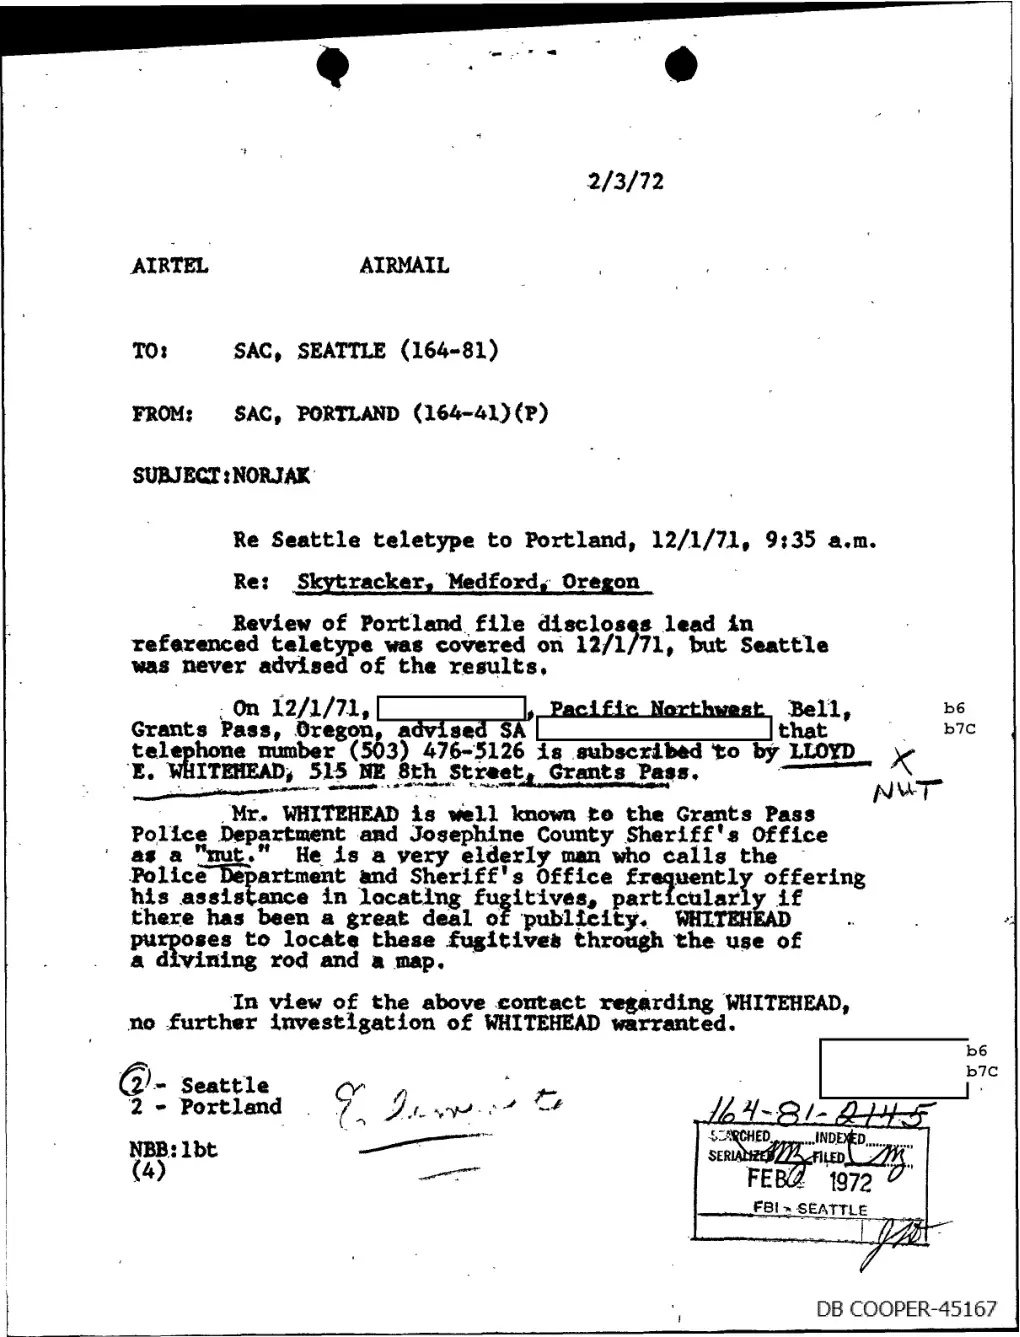 2/3/72
AIRTEL AIRMAIL
TO: SAC, SEATTLE (164-81)
FROM: SAC, PORTLAND (164-41)(P)
SUBJECT:NORJAK
Re Seattle teletype to Portland, 12/1/71, 9:35 a.m.
Re: Skytracker, Medford, Oregon
Review of Portland file discloses lead in
referenced teletype was covered on 12/1/71, but Seattle
was never advised of the results.
On 12/1/71, , Pacific Northwest Bell,
b6
Grants Pass, Oregon, advised SA that
b7C
telephone number (503) 476-5126 is subscribed to by LLOYD
X
E. WHITEHEAD, 515 NE 8th Street, Grants Pass.
NUT
Mr. WHITEHEAD is well known to the Grants Pass
Police Department and Josephine County Sheriff's Office
as a "nut." He is a very elderly man who calls the
Police Department and Sheriff's Office frequently offering
his assistance in locating fugitives, particularly if
there has been a great deal of publicity. WHITEHEAD
purposes to locate these fugitives through the use of
a divining rod and a map.
In view of the above contact regarding WHITEHEAD,
no further investigation of WHITEHEAD warranted.
b6
b7C
2 - Seattle
2 - Portland
Eliminate
NBB:lbt
(4)
164-81-2145
SEARCHED INDEXED
SERIALIZED FILED
FEB 1972
FBI - SEATTLE
DB COOPER-45167